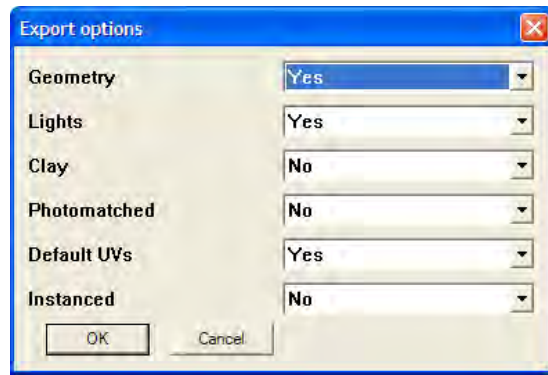 Export options
Geometry Yes
Lights Yes
Clay No
Photomatched No
Default UVs Yes
Instanced No
OK Cancel